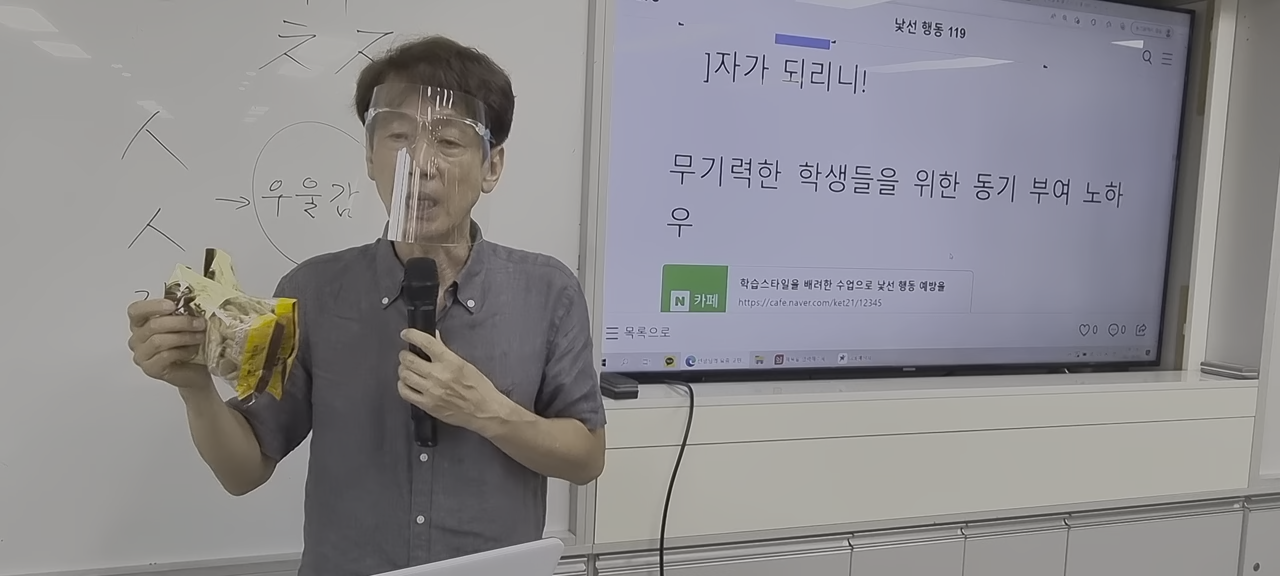 ㅊ ㅈ
ㅅ
ㅅ
→ 우울감
낯선 행동 119
]자가 되리니!
무기력한 학생들을 위한 동기 부여 노하
우
N 카페
학습스타일을 배려한 수업으로 낯선 행동 예방을
https://cafe.naver.com/ket21/12345
목록으로
0
0